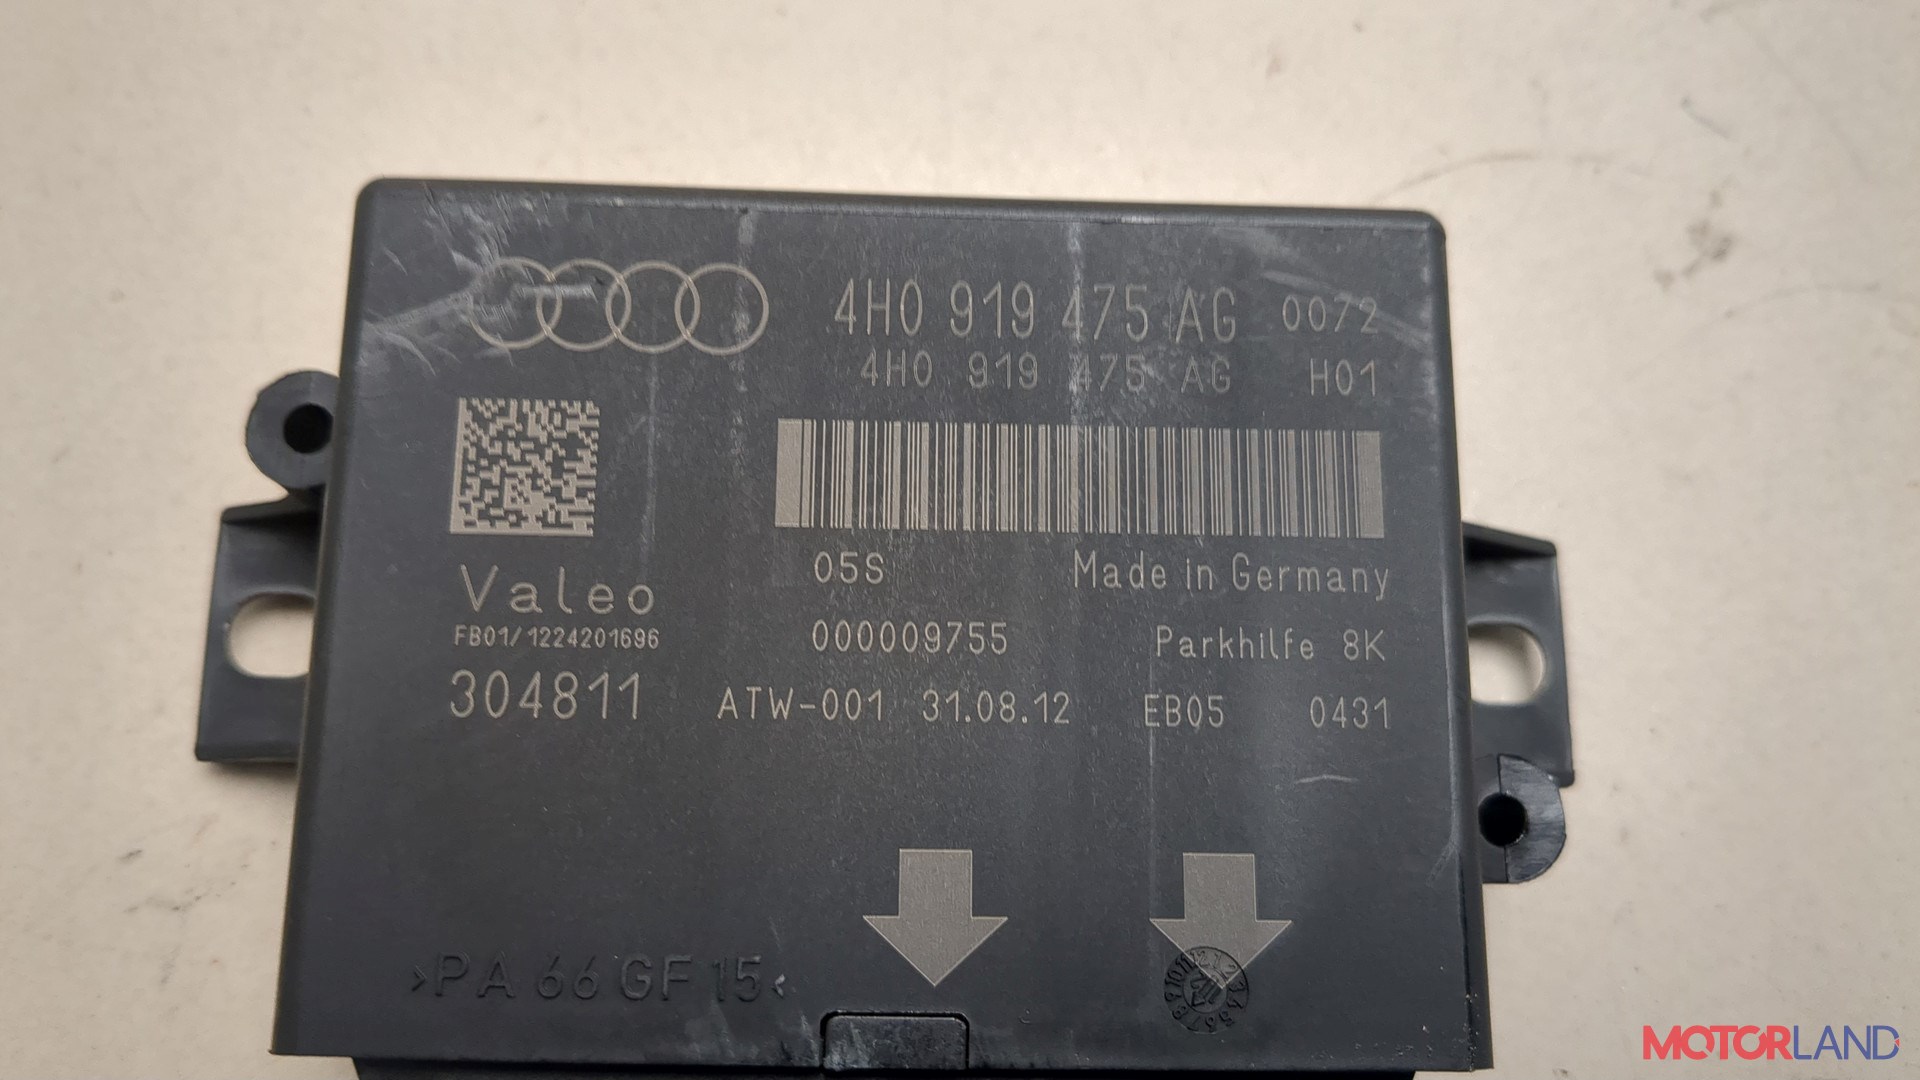 4H0 919 475 AG 0072
4H0 919 475 AG H01
05S Made in Germany
Valeo
FB01/1224201696
000009755 Parkhilfe 8K
304811 ATW-001 31.08.12 EB05 0431
>PA 66 GF 15<
MOTORLAND